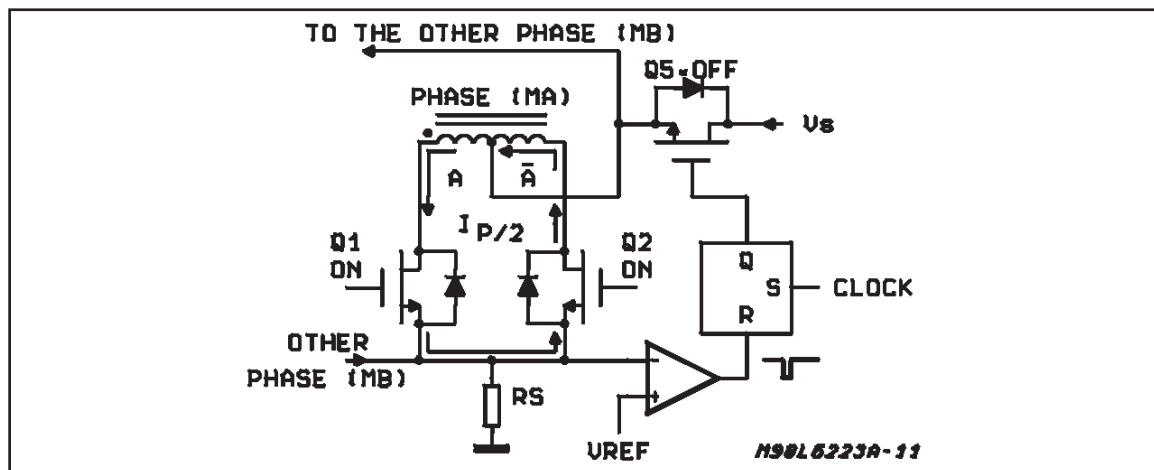 TO THE OTHER PHASE (MB)
Q5=OFF
PHASE (MA)
Vs
A
Ā
I P/2
Q1
ON
Q2
ON
Q
S
CLOCK
R
OTHER
PHASE (MB)
-
+
RS
VREF
M90L6223A-11